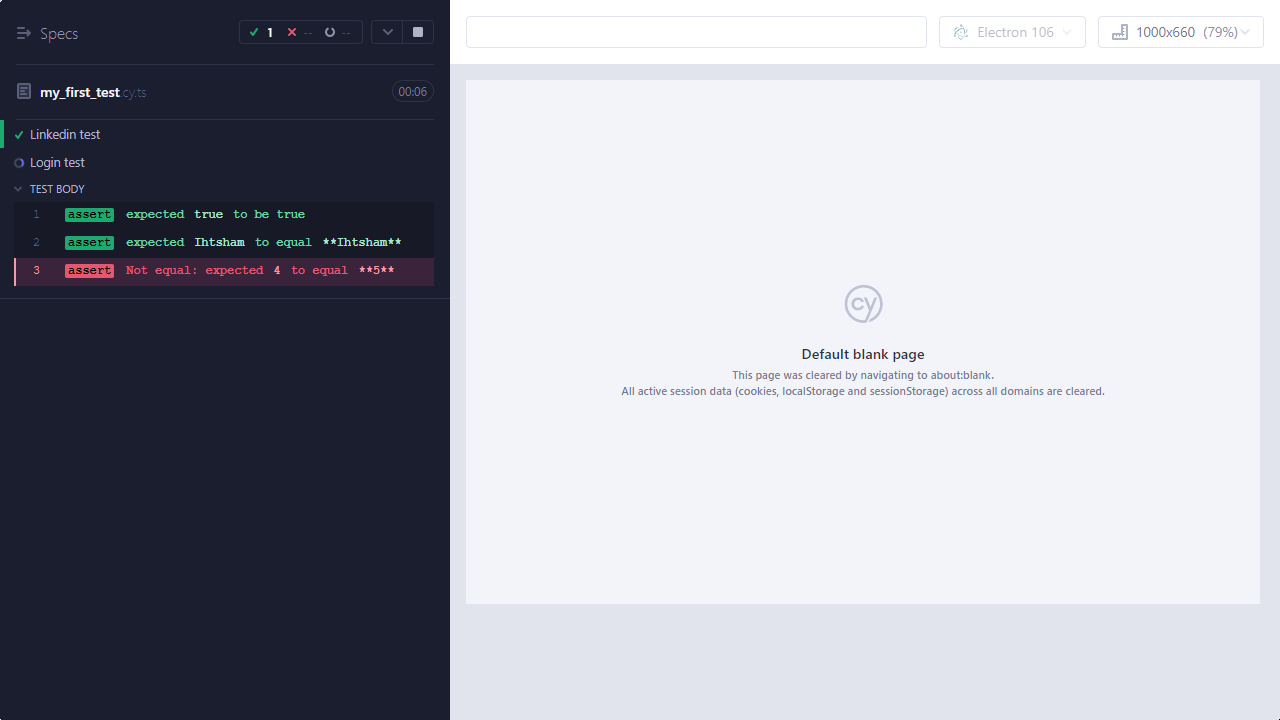 Specs
1 -- --
my_first_test.cy.ts 00:06
Linkedin test
Login test
TEST BODY
1 assert expected true to be true
2 assert expected Ihtsham to equal **Ihtsham**
3 assert Not equal: expected 4 to equal **5**
Electron 106
1000x660 (79%)
cy
Default blank page
This page was cleared by navigating to about:blank.
All active session data (cookies, localStorage and sessionStorage) across all domains are cleared.